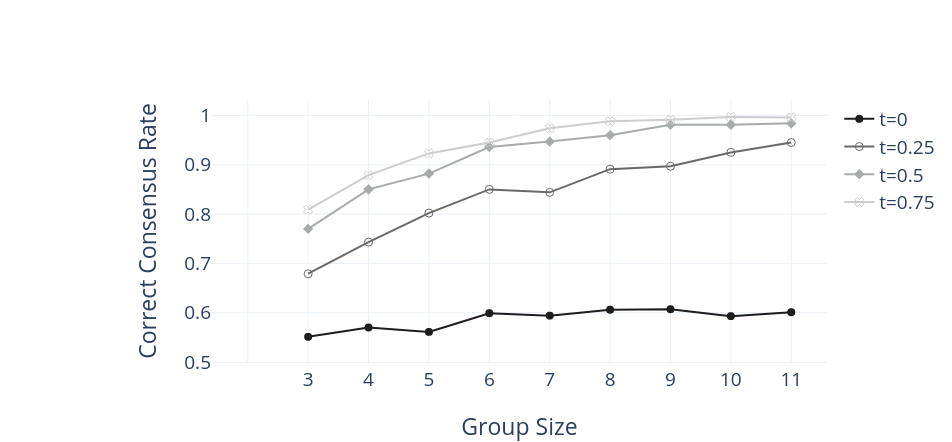 Correct Consensus Rate
1
0.9
0.8
0.7
0.6
0.5
3 4 5 6 7 8 9 10 11
Group Size
t=0
t=0.25
t=0.5
t=0.75